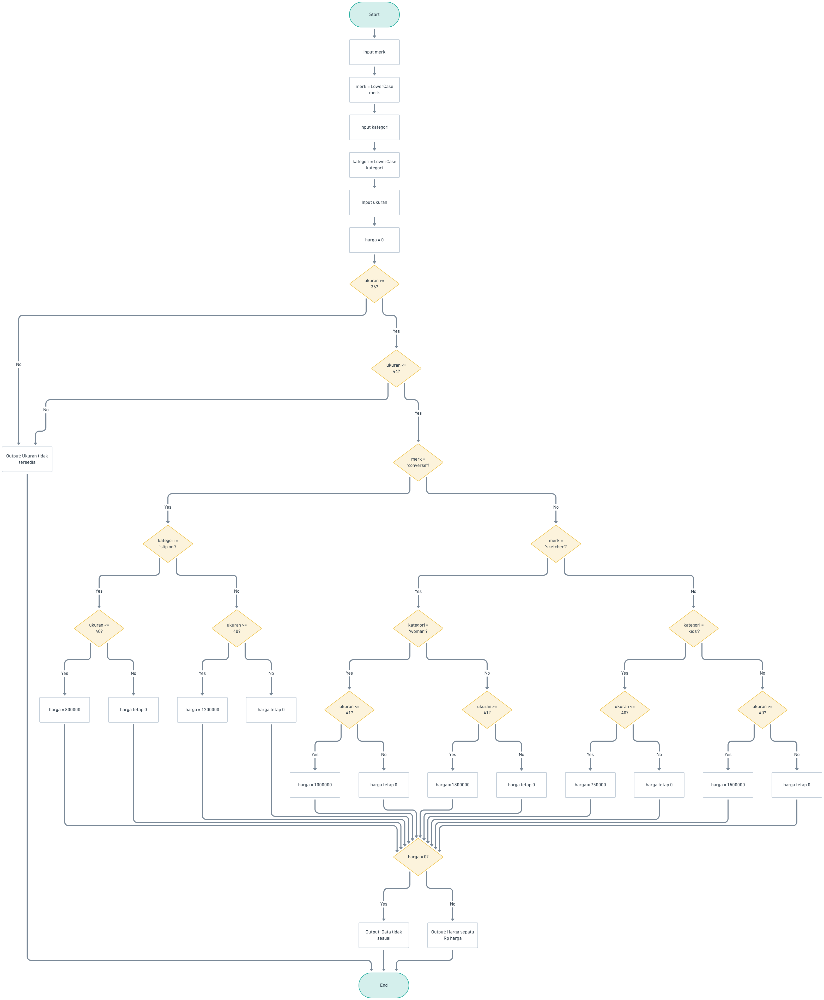 Start
Input merk
merk = LowerCase
merk
Input kategori
kategori = LowerCase
kategori
Input ukuran
harga = 0
ukuran >=
36?
Yes
No
ukuran <=
44?
No
Yes
Output: Ukuran tidak
tersedia
merk =
'converse'?
Yes
No
kategori =
'slip on'?
merk =
'sketcher'?
Yes
No
Yes
No
ukuran <=
40?
ukuran >=
40?
kategori =
'woman'?
kategori =
'kids'?
Yes
No
Yes
No
Yes
No
Yes
No
harga = 800000
harga tetap 0
harga = 1200000
harga tetap 0
ukuran <=
41?
ukuran >=
41?
ukuran <=
40?
ukuran >=
40?
Yes
No
Yes
No
Yes
No
Yes
No
harga = 1000000
harga tetap 0
harga = 1800000
harga tetap 0
harga = 750000
harga tetap 0
harga = 1500000
harga tetap 0
harga = 0?
Yes
No
Output: Data tidak
sesuai
Output: Harga sepatu
Rp harga
End